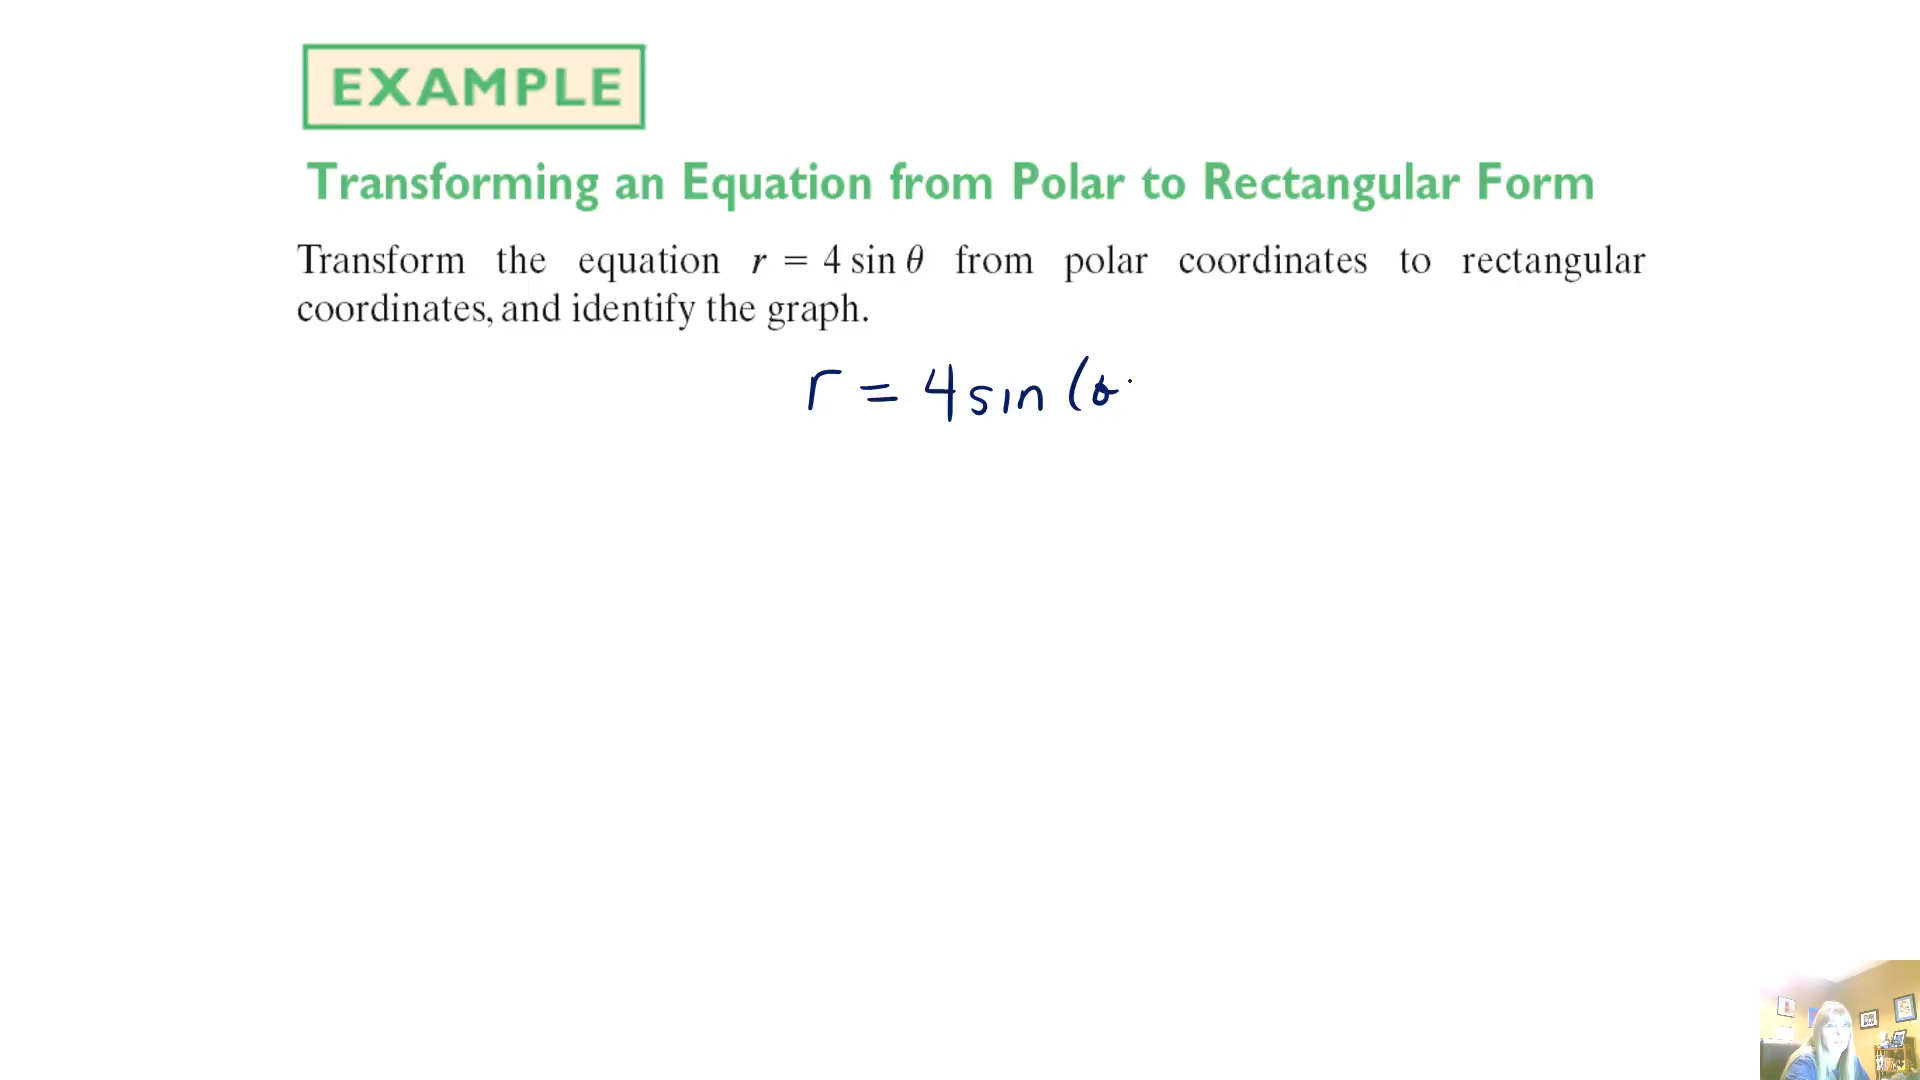 EXAMPLE
Transforming an Equation from Polar to Rectangular Form
Transform the equation r = 4 sin θ from polar coordinates to rectangular
coordinates, and identify the graph.
r = 4 sin (θ